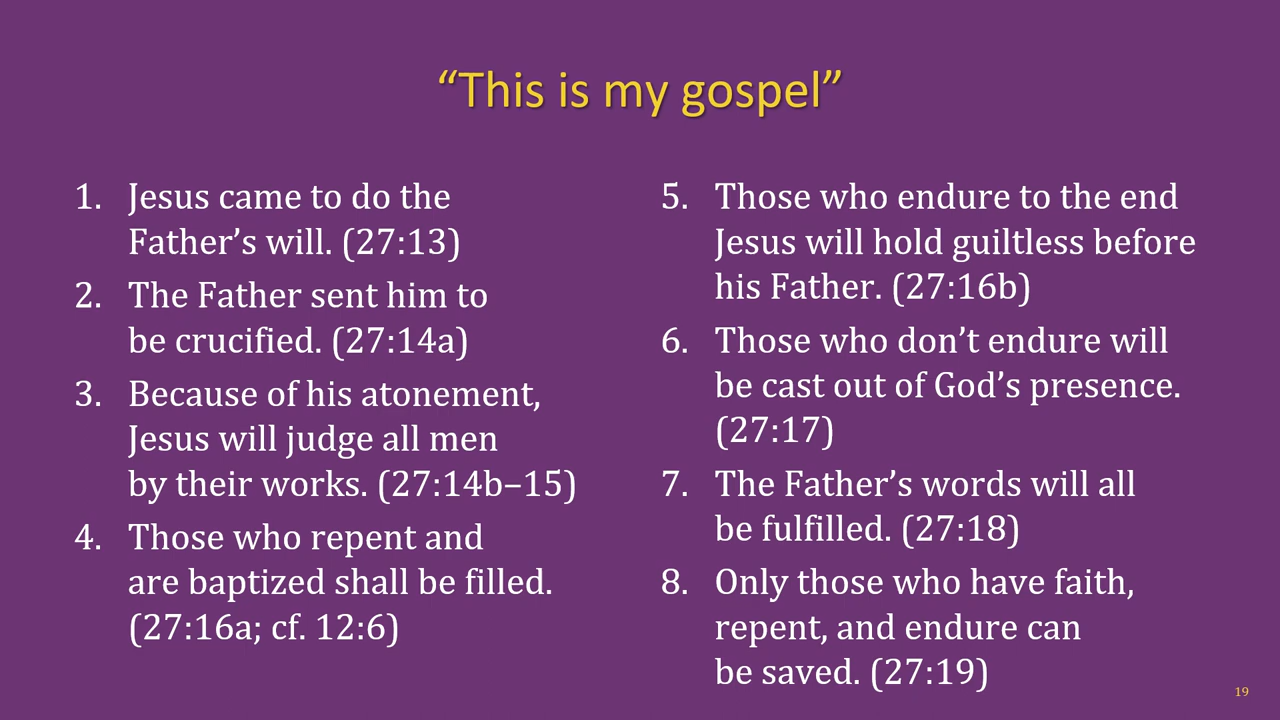 “This is my gospel”
1. Jesus came to do the
Father’s will. (27:13)
2. The Father sent him to
be crucified. (27:14a)
3. Because of his atonement,
Jesus will judge all men
by their works. (27:14b–15)
4. Those who repent and
are baptized shall be filled.
(27:16a; cf. 12:6)
5. Those who endure to the end
Jesus will hold guiltless before
his Father. (27:16b)
6. Those who don’t endure will
be cast out of God’s presence.
(27:17)
7. The Father’s words will all
be fulfilled. (27:18)
8. Only those who have faith,
repent, and endure can
be saved. (27:19)
19